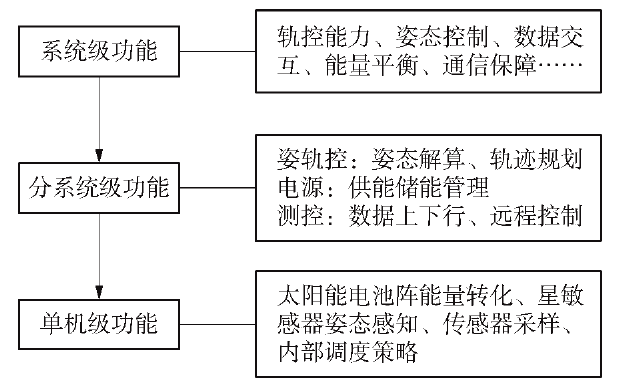 系统级功能
轨控能力、姿态控制、数据交
互、能量平衡、通信保障……
分系统级功能
姿轨控：姿态解算、轨迹规划
电源：供能储能管理
测控：数据上下行、远程控制
单机级功能
太阳能电池阵能量转化、星敏
感器姿态感知、传感器采样、
内部调度策略